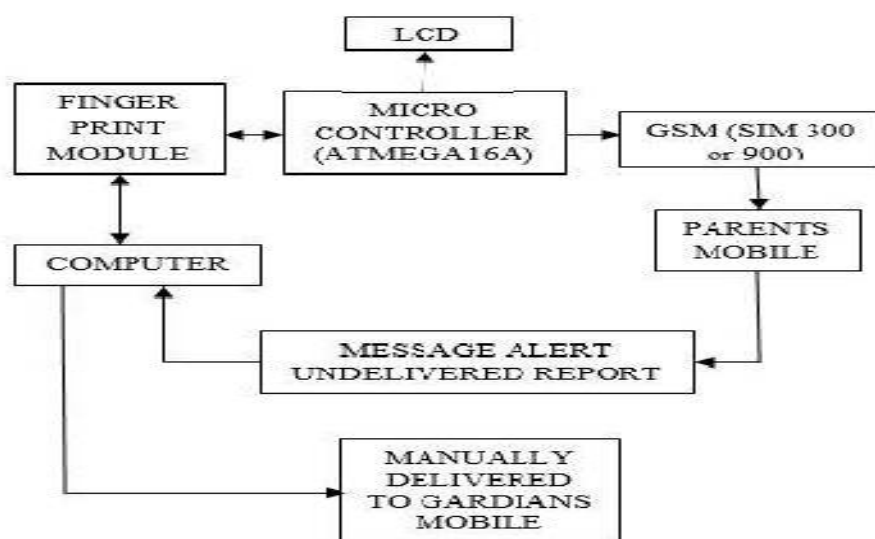 LCD
FINGER
PRINT
MODULE
MICRO
CONTROLLER
(ATMEGA16A)
GSM (SIM 300
or 900)
PARENTS
MOBILE
COMPUTER
MESSAGE ALERT
UNDELIVERED REPORT
MANUALLY
DELIVERED
TO GARDIANS
MOBILE